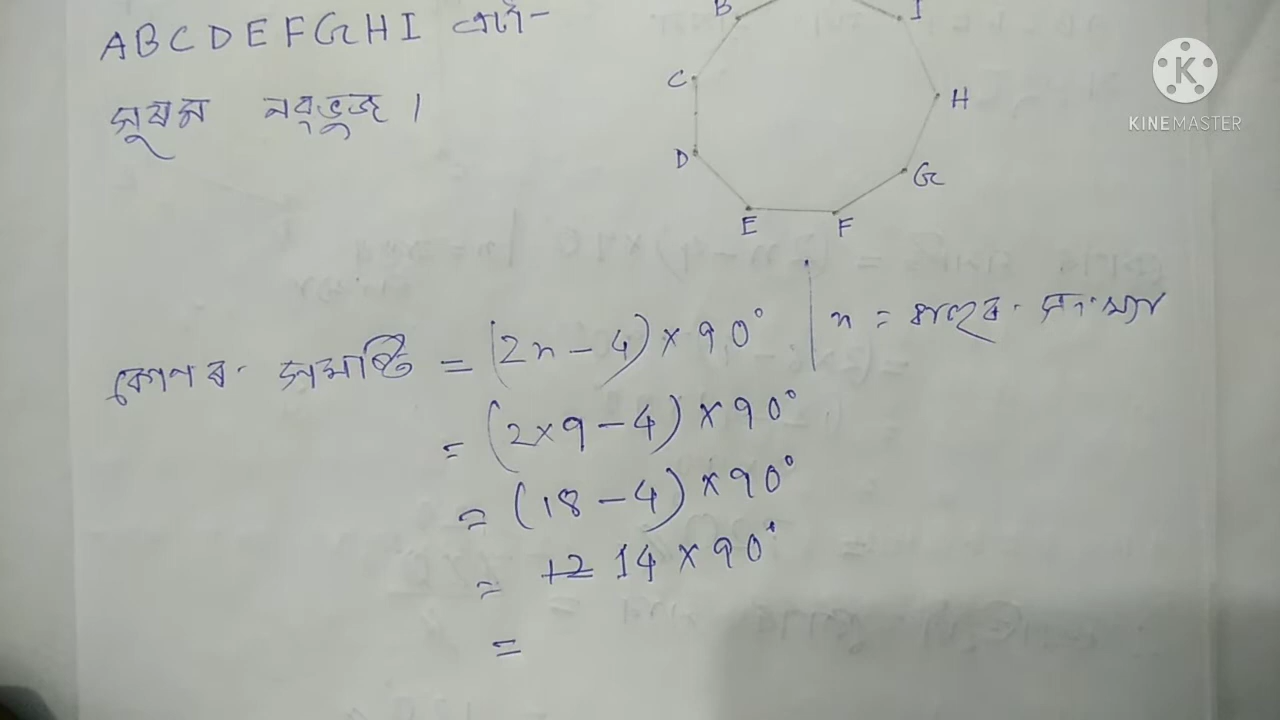 ABCDEFGHI এটা
সুষম নৱভুজ।
B
I
C
H
D
G
E
F
কোণৰ সমষ্টি = (2n - 4) × 90° | n = বাহুৰ সংখ্যা
= (2×9 - 4) × 90°
= (18 - 4) × 90°
= 12 14 × 90°
=
K
KINEMASTER